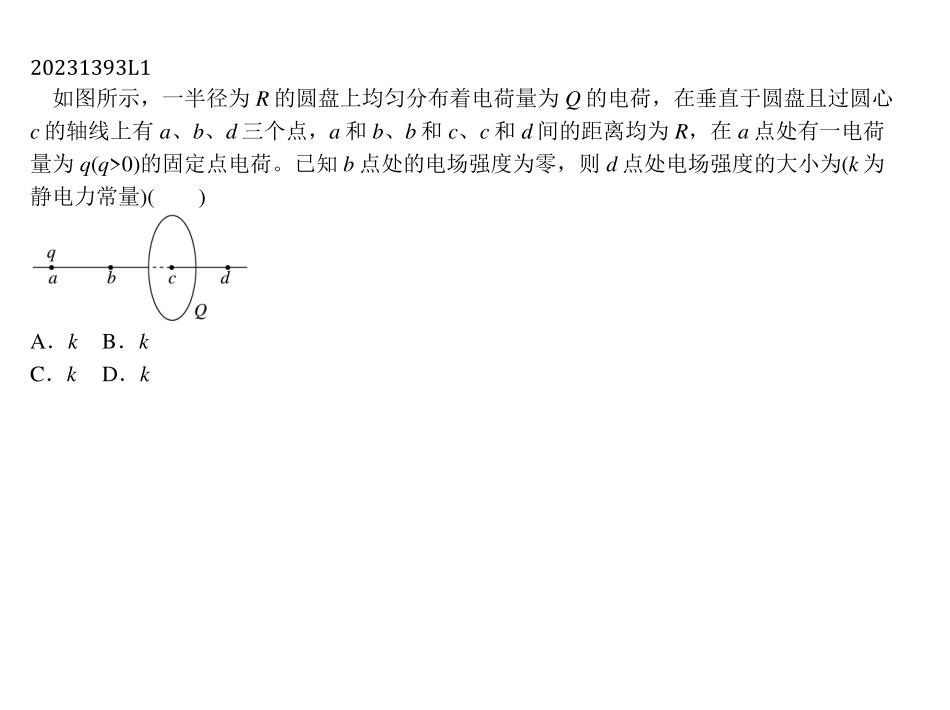 20231393L1
如图所示，一半径为 R 的圆盘上均匀分布着电荷量为 Q 的电荷，在垂直于圆盘且过圆心
c 的轴线上有 a、b、d 三个点，a 和 b、b 和 c、c 和 d 间的距离均为 R，在 a 点处有一电荷
量为 q(q>0)的固定点电荷。已知 b 点处的电场强度为零，则 d 点处电场强度的大小为(k 为
静电力常量)(　　)
q
a b c d
Q
A．k B．k
C．k D．k